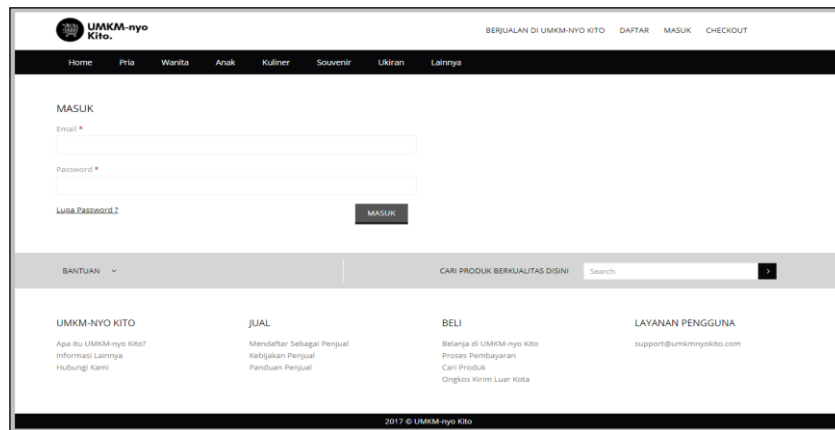 UMKM-nyo
Kito.
BERJUALAN DI UMKM-NYO KITO DAFTAR MASUK CHECKOUT
Home Pria Wanita Anak Kuliner Souvenir Ukiran Lainnya
MASUK
Email *
Password *
Lupa Password ?
MASUK
BANTUAN
CARI PRODUK BERKUALITAS DISINI Search
UMKM-NYO KITO JUAL BELI LAYANAN PENGGUNA
Apa itu UMKM-nyo Kito? Mendaftar Sebagai Penjual Belanja di UMKM-nyo Kito support@umkmnyokito.com
Informasi Lainnya Kebijakan Penjual Proses Pembayaran
Hubungi Kami Panduan Penjual Cari Produk
Ongkos Kirim Luar Kota
2017 © UMKM-nyo Kito